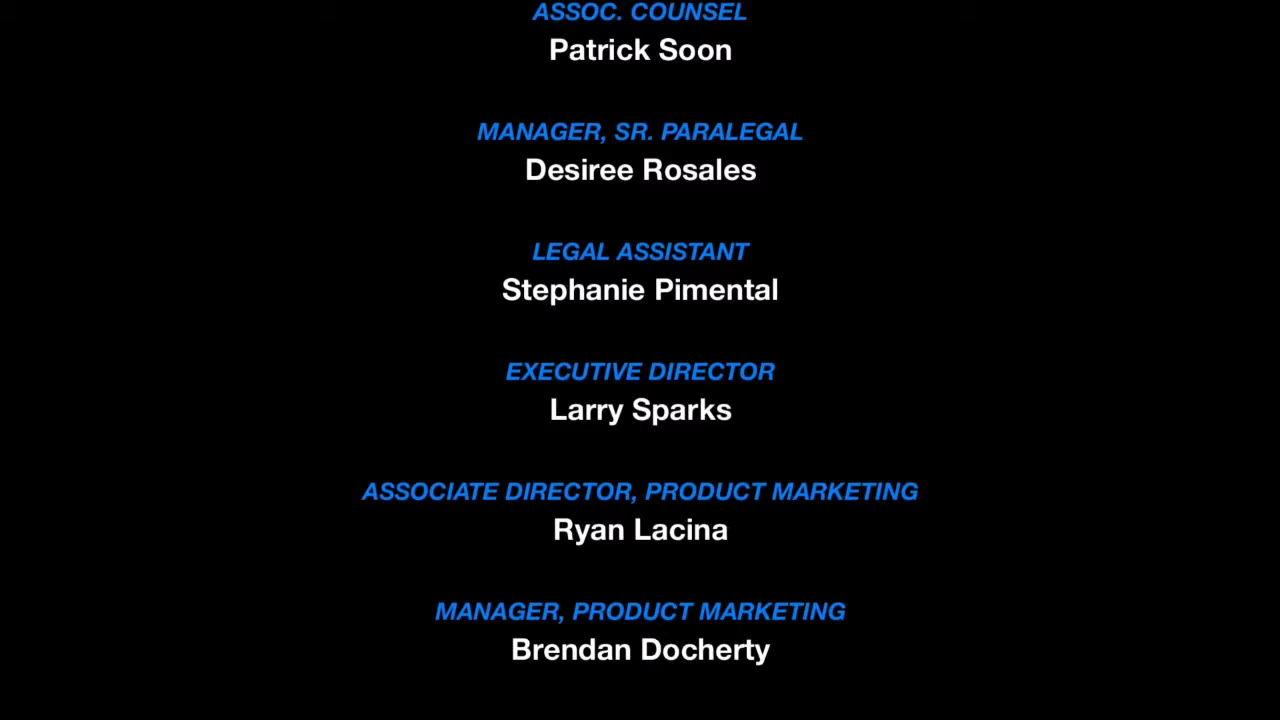 ASSOC. COUNSEL
Patrick Soon
MANAGER, SR. PARALEGAL
Desiree Rosales
LEGAL ASSISTANT
Stephanie Pimental
EXECUTIVE DIRECTOR
Larry Sparks
ASSOCIATE DIRECTOR, PRODUCT MARKETING
Ryan Lacina
MANAGER, PRODUCT MARKETING
Brendan Docherty